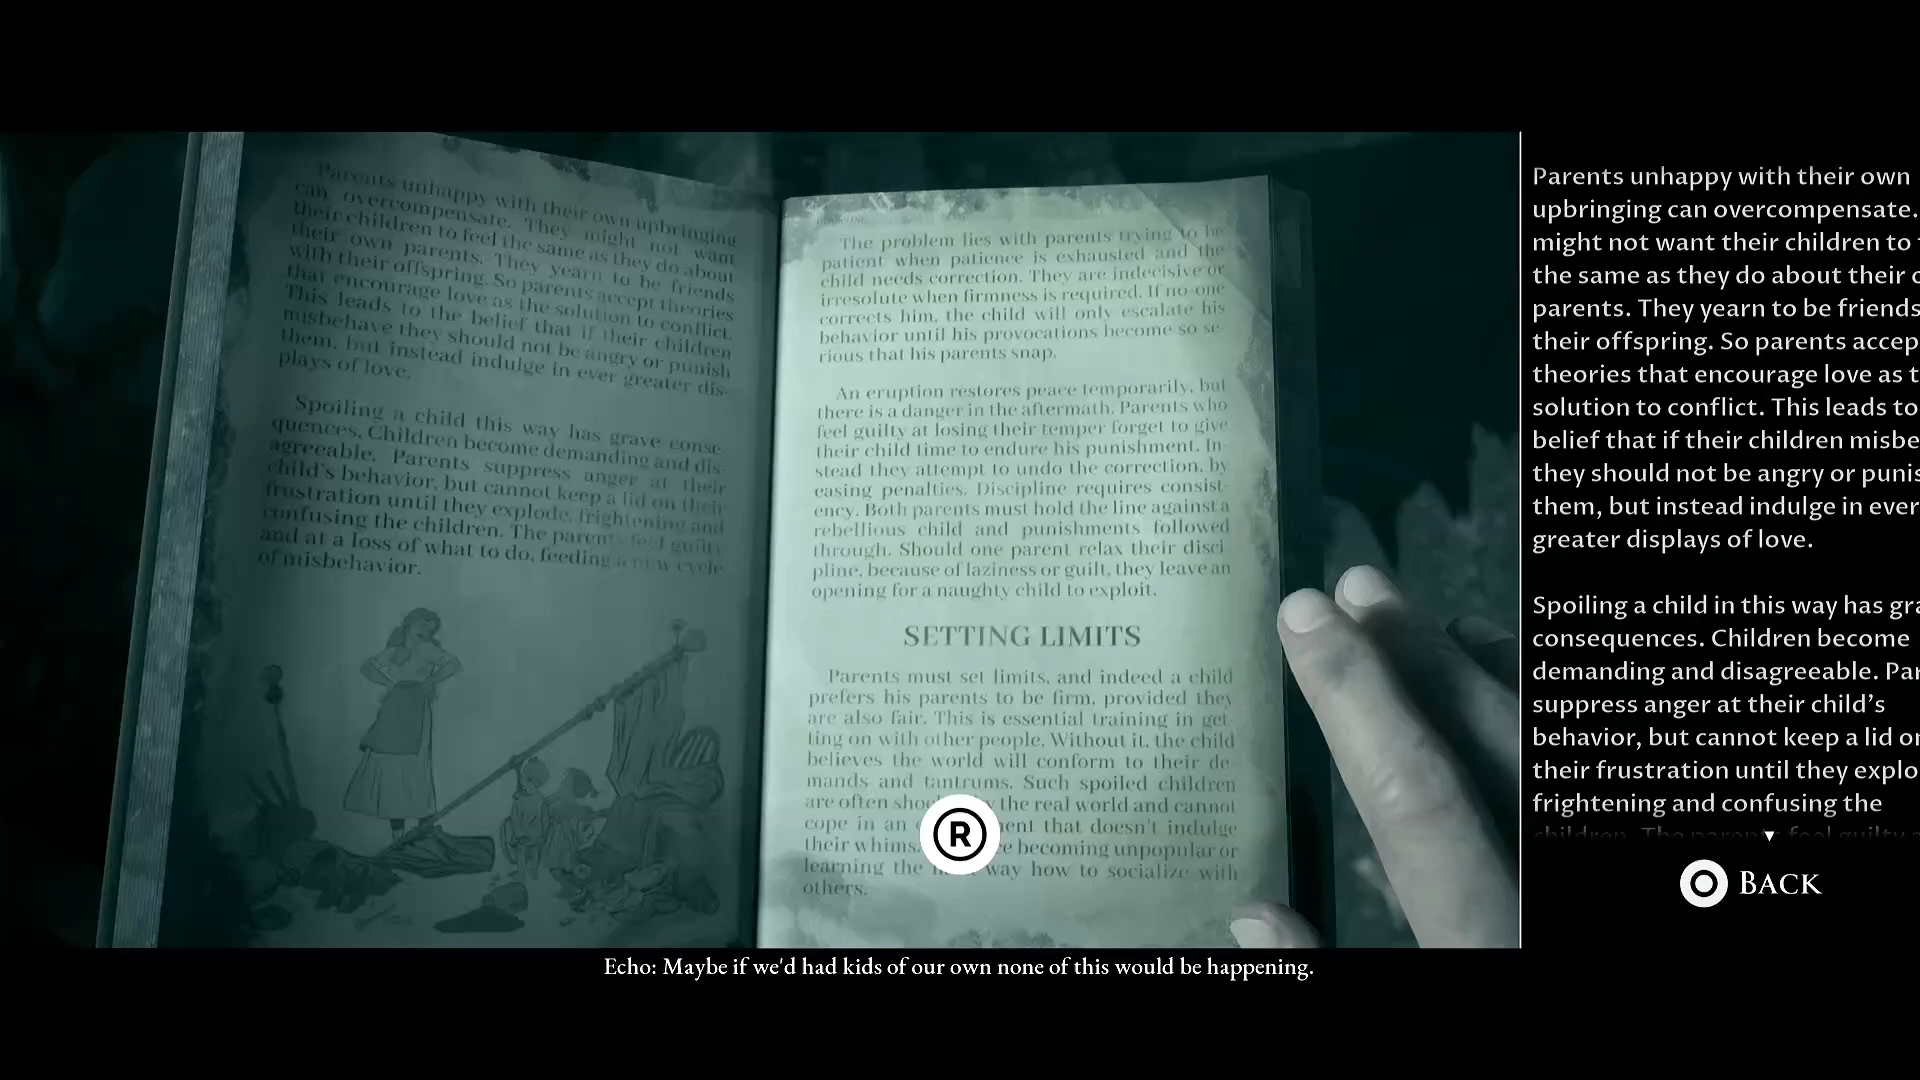 Parents unhappy with their own upbringing
can overcompensate. They might not want
their children to feel the same as they do about
their own parents. They yearn to be friends
with their offspring. So parents accept theories
that encourage love as the solution to conflict.
This leads to the belief that if their children
misbehave they should not be angry or punish
them, but instead indulge in ever greater dis-
plays of love.
Spoiling a child this way has grave conse-
quences. Children become demanding and dis-
agreeable. Parents suppress anger at their
child's behavior, but cannot keep a lid on their
frustration until they explode, frightening and
confusing the children. The parents feel guilty
and at a loss of what to do, feeding a new cycle
of misbehavior.
The problem lies with parents trying to be
patient when patience is exhausted and the
child needs correction. They are indecisive or
irresolute when firmness is required. If no-one
corrects him, the child will only escalate his
behavior until his provocations become so se-
rious that his parents snap.
An eruption restores peace temporarily, but
there is a danger in the aftermath. Parents who
feel guilty at losing their temper forget to give
their child time to endure his punishment. In-
stead they attempt to undo the correction, by
easing penalties. Discipline requires consist-
ency. Both parents must hold the line against a
rebellious child and punishments followed
through. Should one parent relax their disci
pline, because of laziness or guilt, they leave an
opening for a naughty child to exploit.
SETTING LIMITS
Parents must set limits, and indeed a child
prefers his parents to be firm, provided they
are also fair. This is essential training in get-
ting on with other people. Without it, the child
believes the world will conform to their de-
mands and tantrums. Such spoiled children
are often the real world and cannot
cope in an that doesn't indulge
their whims. becoming unpopular or
learning the way how to socialize with
others.
R
Parents unhappy with their own
upbringing can overcompensate.
might not want their children to
the same as they do about their
parents. They yearn to be friends
their offspring. So parents accep
theories that encourage love as t
solution to conflict. This leads to
belief that if their children misbe
they should not be angry or punis
them, but instead indulge in ever
greater displays of love.
Spoiling a child in this way has gra
consequences. Children become
demanding and disagreeable. Par
suppress anger at their child's
behavior, but cannot keep a lid on
their frustration until they explo
frightening and confusing the
children. The parents feel guilty
BACK
Echo: Maybe if we'd had kids of our own none of this would be happening.